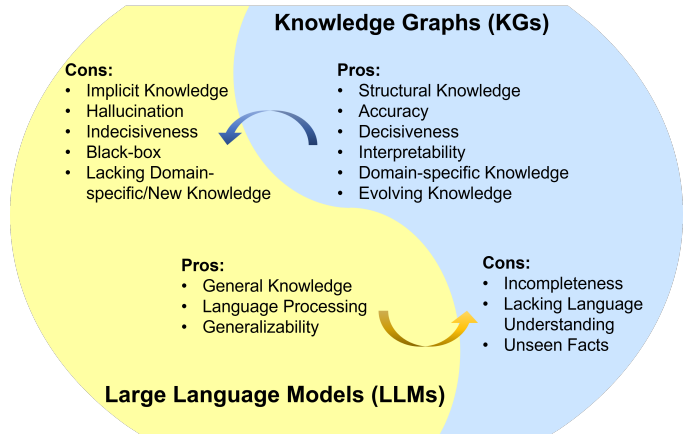 Knowledge Graphs (KGs)
Cons:
• Implicit Knowledge
• Hallucination
• Indecisiveness
• Black-box
• Lacking Domain-
specific/New Knowledge
Pros:
• Structural Knowledge
• Accuracy
• Decisiveness
• Interpretability
• Domain-specific Knowledge
• Evolving Knowledge
Pros:
• General Knowledge
• Language Processing
• Generalizability
Cons:
• Incompleteness
• Lacking Language
Understanding
• Unseen Facts
Large Language Models (LLMs)